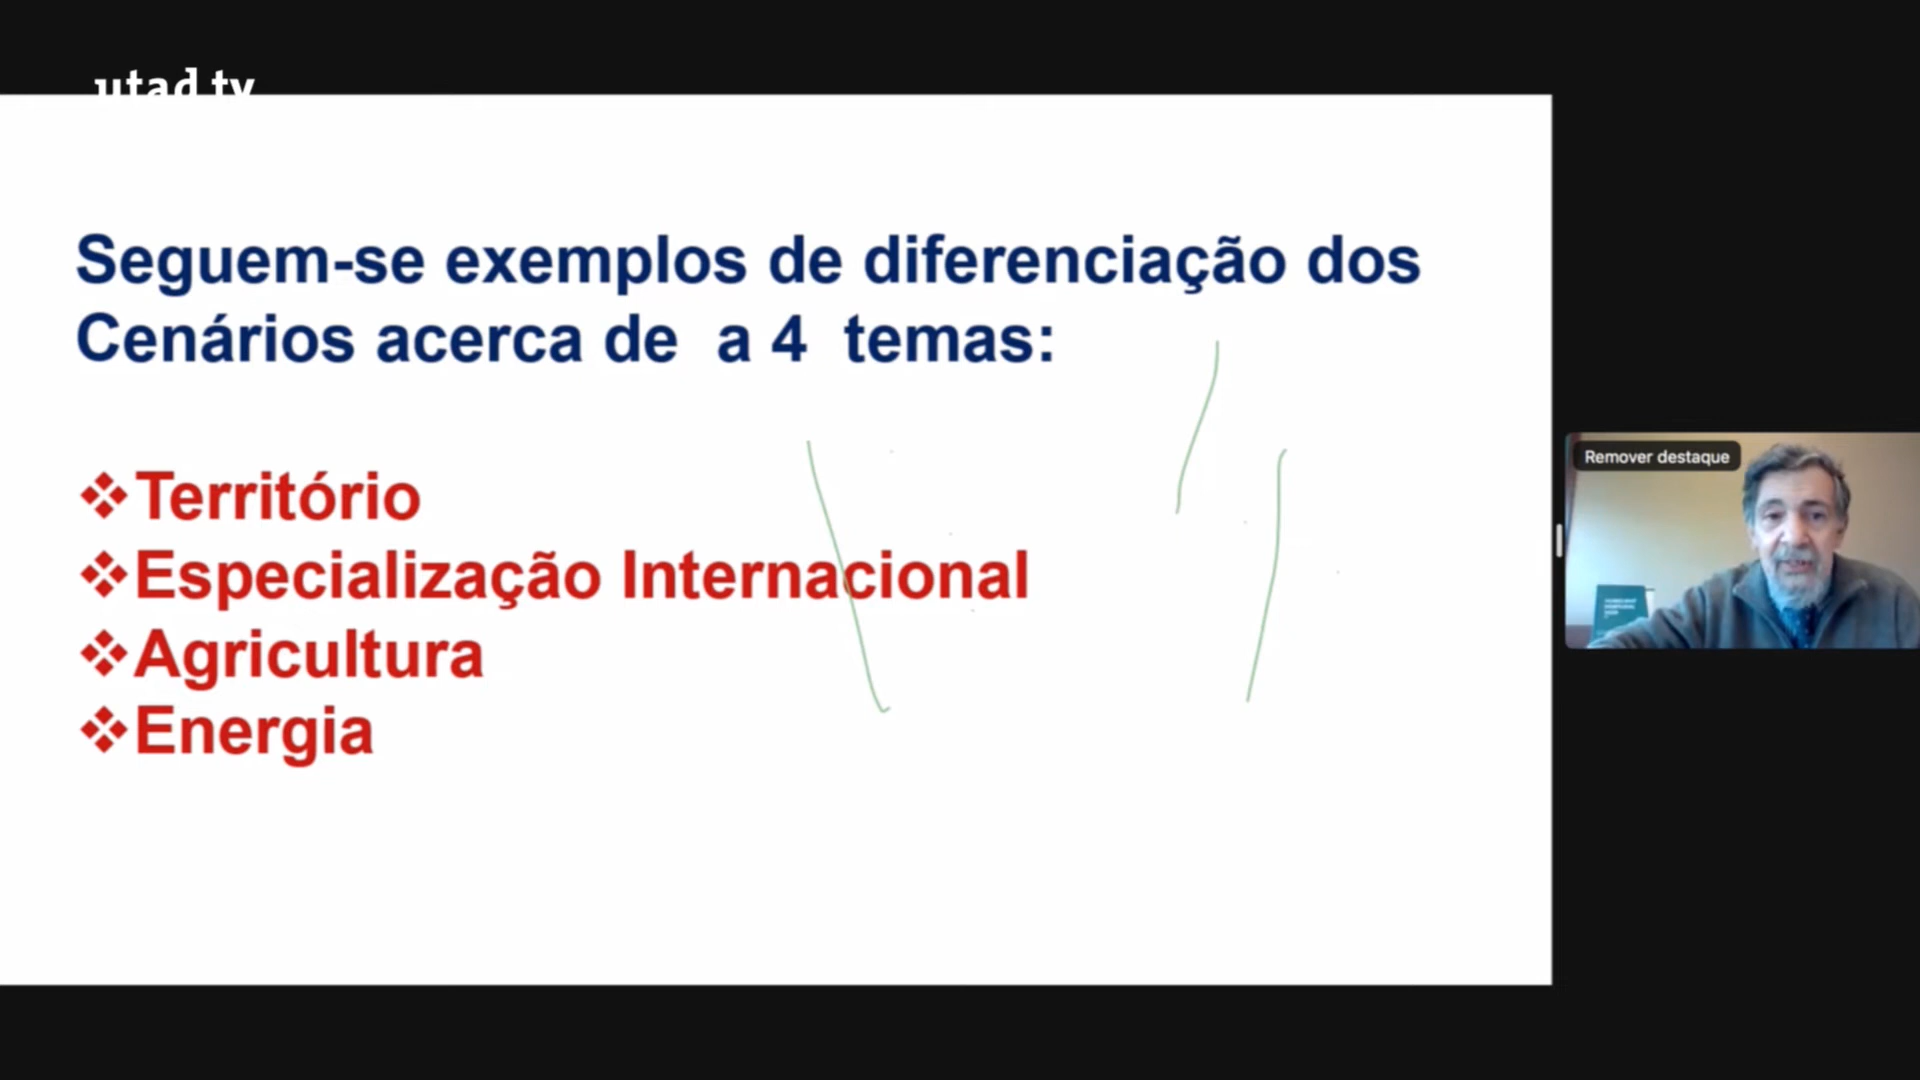 utad.tv
Seguem-se exemplos de diferenciação dos
Cenários acerca de a 4 temas:
Território
Especialização Internacional
Agricultura
Energia
Remover destaque